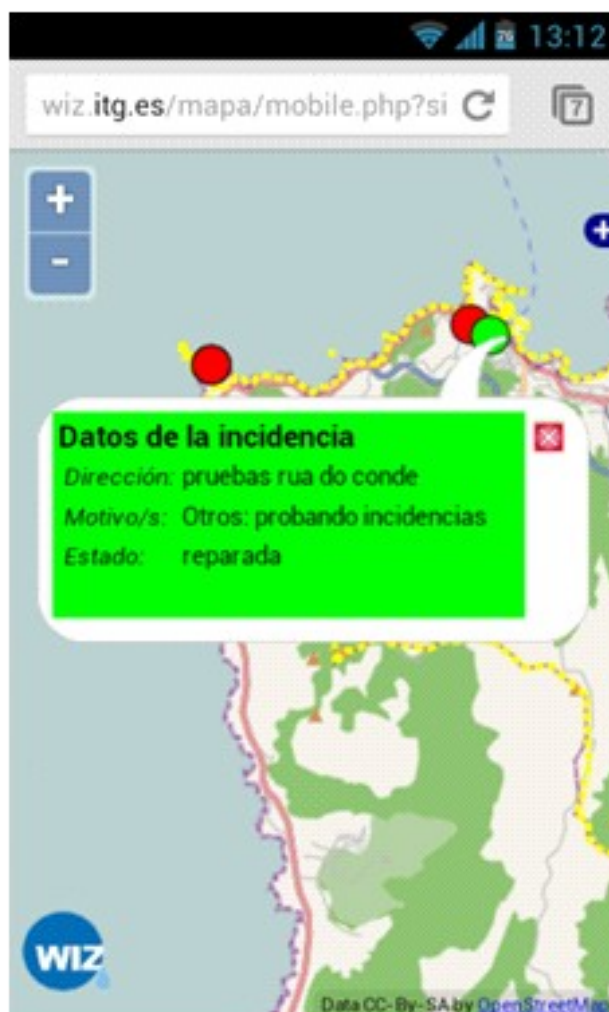 76 13:12
wiz.itg.es/mapa/mobile.php?si
7
+
-
+
Datos de la incidencia
Dirección: pruebas rua do conde
Motivo/s: Otros: probando incidencias
Estado: reparada
WIZ
Data CC-By-SA by OpenStreetMap